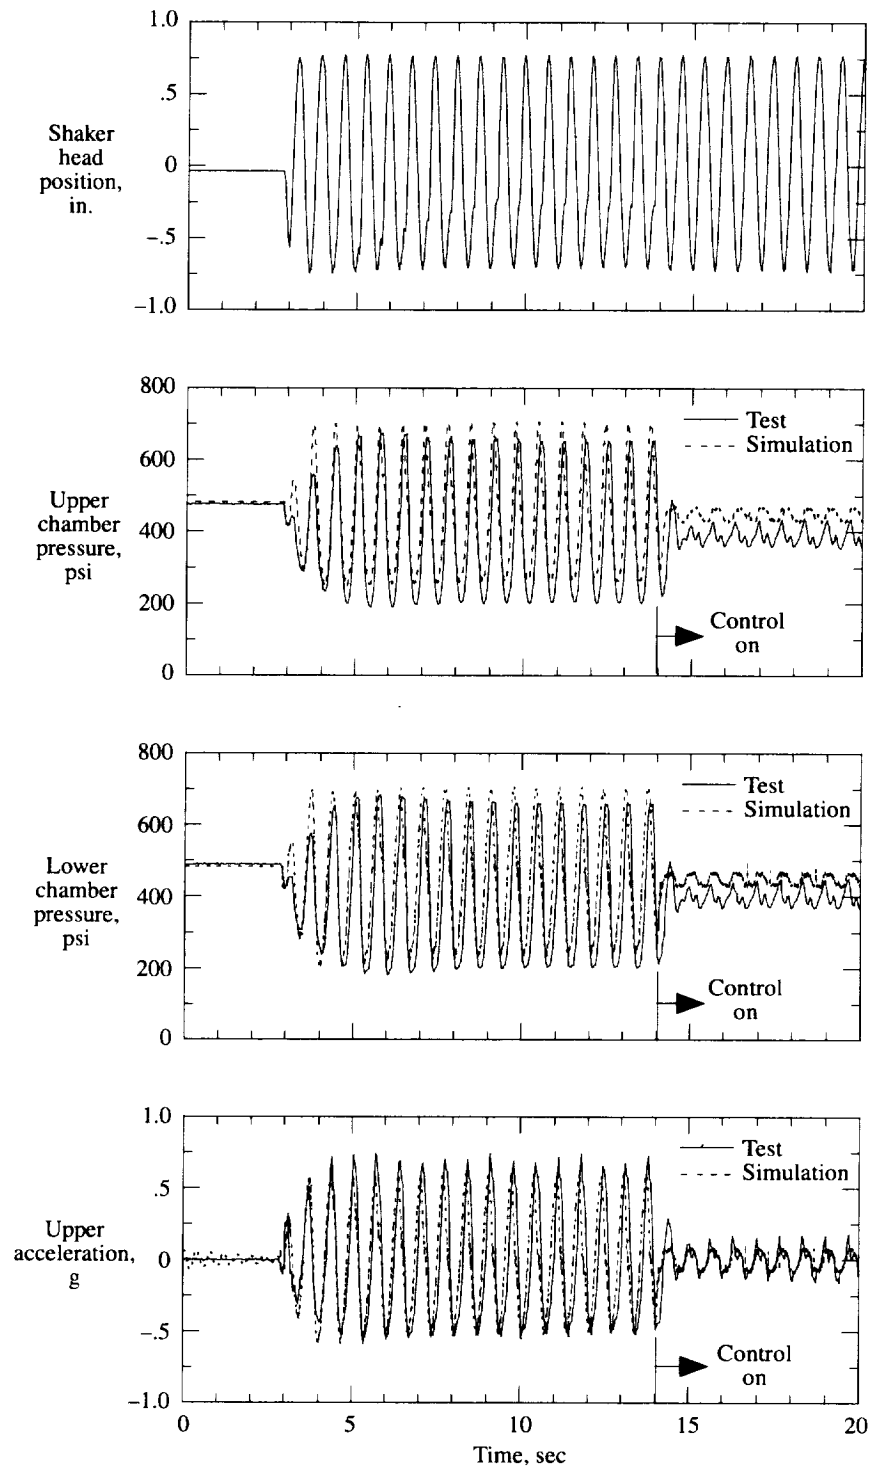 1.0
.5
Shaker
head
position,
in.
0
–.5
–1.0
800
600
Upper
chamber
pressure,
psi
400
200
0
Test
Simulation
Control
on
800
600
Lower
chamber
pressure,
psi
400
200
0
Test
Simulation
Control
on
1.0
.5
Upper
acceleration,
g
0
–.5
–1.0
Test
Simulation
Control
on
0
5
10
15
20
Time, sec